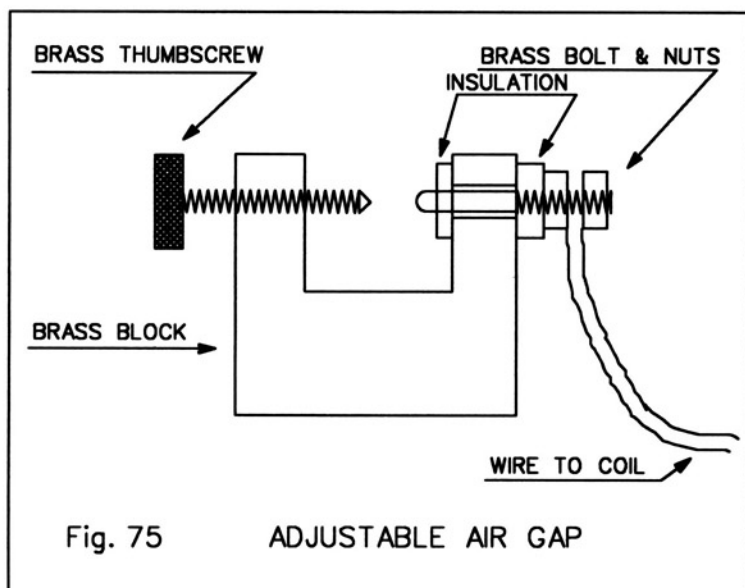 BRASS THUMBSCREW
BRASS BOLT & NUTS
INSULATION
BRASS BLOCK
WIRE TO COIL
Fig. 75 ADJUSTABLE AIR GAP